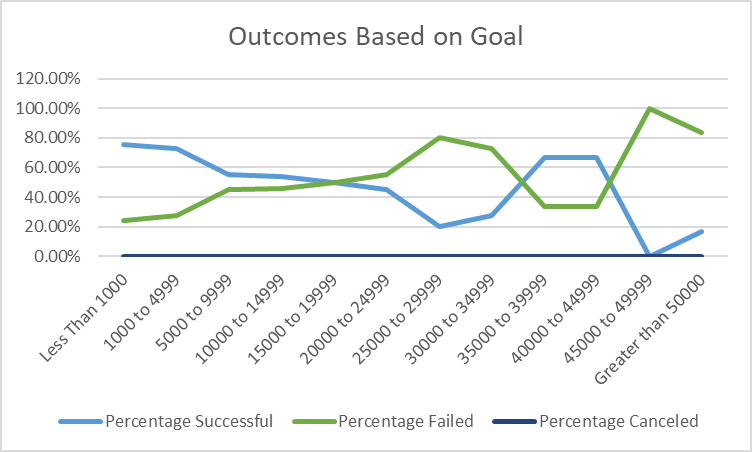 Outcomes Based on Goal
120.00%
100.00%
80.00%
60.00%
40.00%
20.00%
0.00%
Less Than 1000
1000 to 4999
5000 to 9999
10000 to 14999
15000 to 19999
20000 to 24999
25000 to 29999
30000 to 34999
35000 to 39999
40000 to 44999
45000 to 49999
Greater than 50000
Percentage Successful Percentage Failed Percentage Canceled